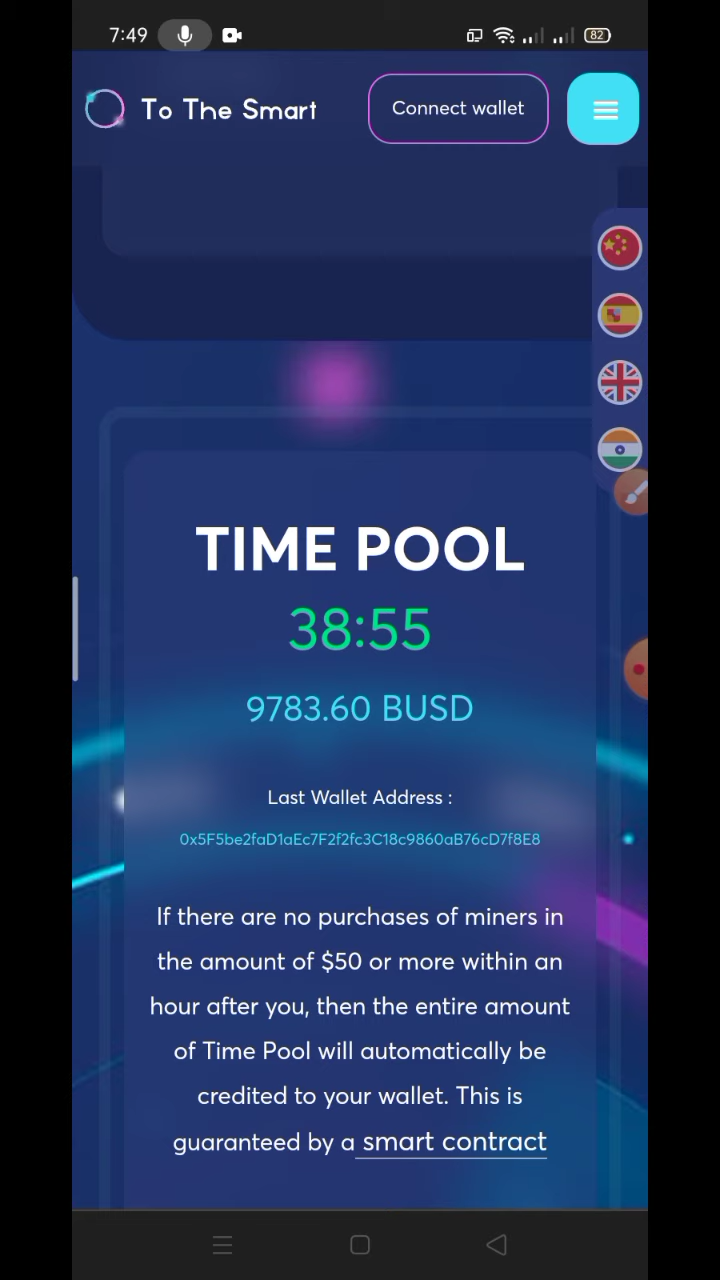 7:49
82
To The Smart
Connect wallet
TIME POOL
38:55
9783.60 BUSD
Last Wallet Address :
0x5F5be2faD1aEc7F2f2fc3C18c9860aB76cD7f8E8
If there are no purchases of miners in
the amount of $50 or more within an
hour after you, then the entire amount
of Time Pool will automatically be
credited to your wallet. This is
guaranteed by a smart contract